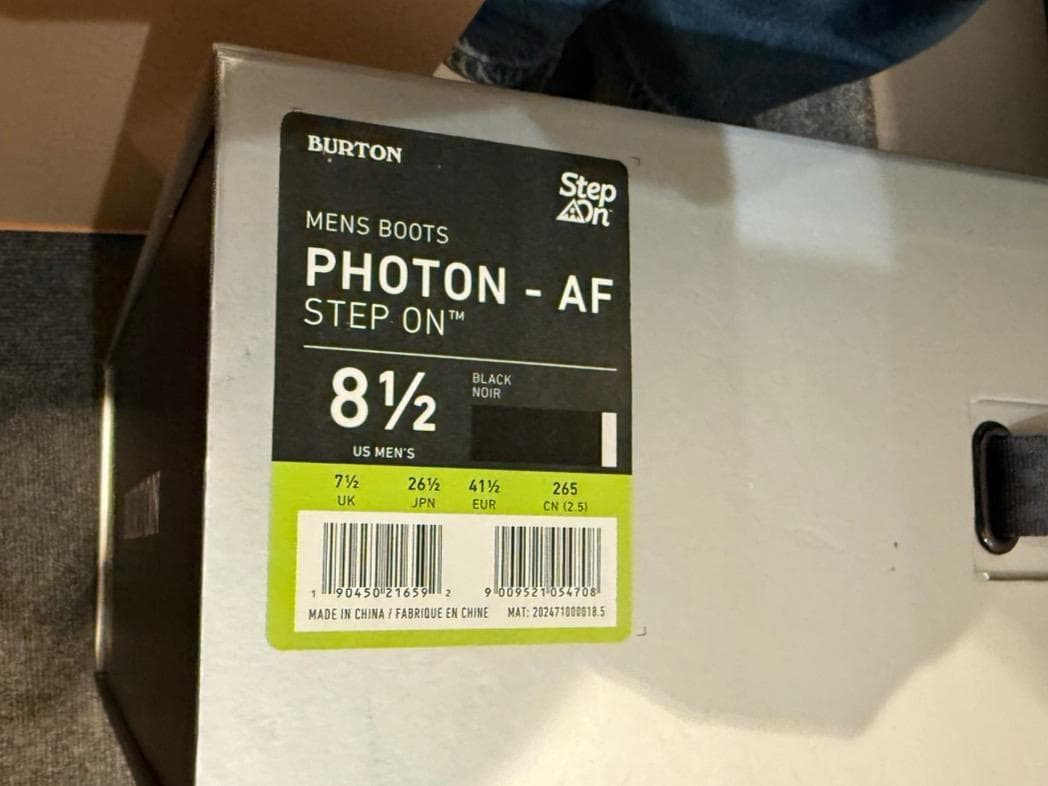 BURTON
Step
On
MENS BOOTS
PHOTON - AF
STEP ON™
8½
US MEN'S
BLACK
NOIR
7½ 26½ 41½ 265
UK JPN EUR CN (2.5)
1 90450 21659 2 9 009521 054708
MADE IN CHINA / FABRIQUE EN CHINE MAT: 202471000018.5
BURTON